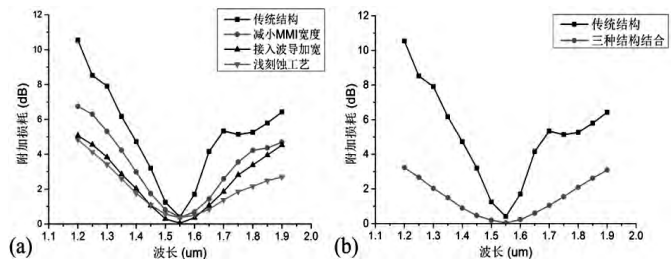 传统结构
减小MMI宽度
接入波导加宽
浅刻蚀工艺
附加损耗 (dB)
12
10
8
6
4
2
0
1.1 1.2 1.3 1.4 1.5 1.6 1.7 1.8 1.9 2.0
波长 (um)
(a)
传统结构
三种结构结合
附加损耗 (dB)
12
10
8
6
4
2
0
1.1 1.2 1.3 1.4 1.5 1.6 1.7 1.8 1.9 2.0
波长 (um)
(b)